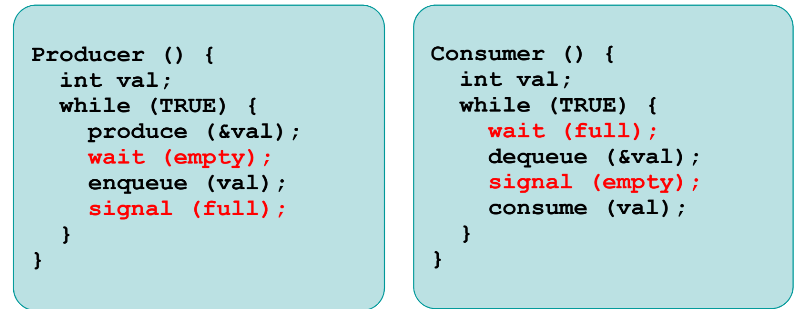 Producer () {
int val;
while (TRUE) {
produce (&val);
wait (empty);
enqueue (val);
signal (full);
}
}
Consumer () {
int val;
while (TRUE) {
wait (full);
dequeue (&val);
signal (empty);
consume (val);
}
}